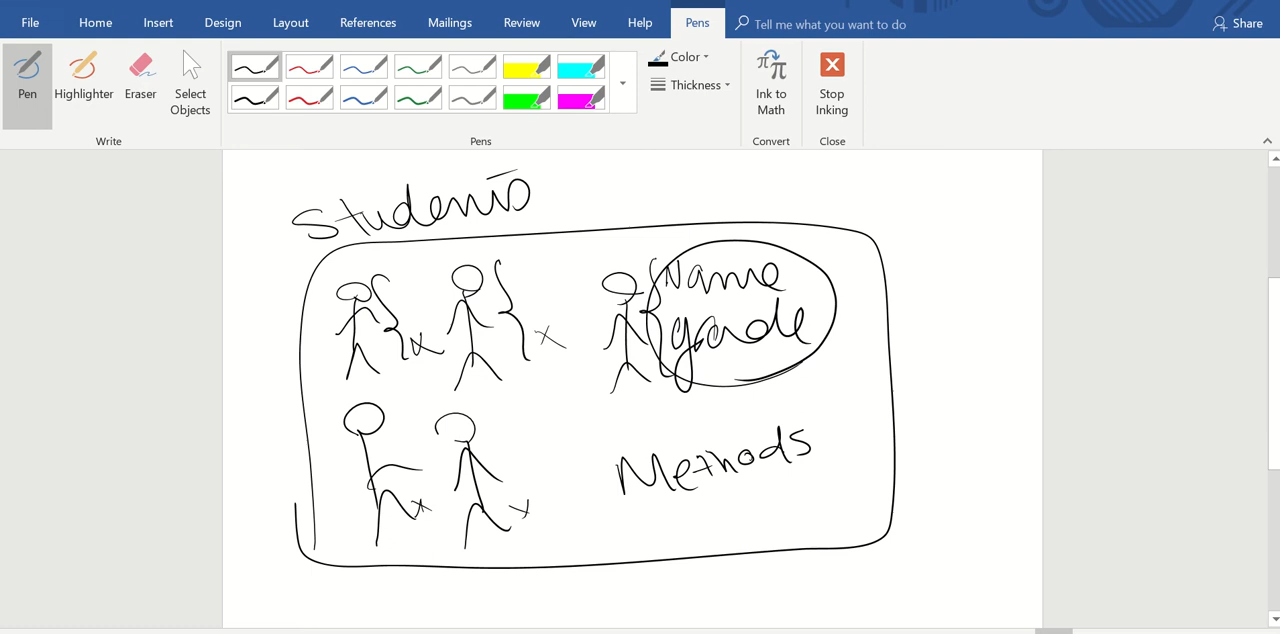 File Home Insert Design Layout References Mailings Review View Help Pens Tell me what you want to do Share
Pen Highlighter Eraser Select Objects
Color
Thickness
Ink to Math
Stop Inking
Write Pens Convert Close
Students
Name
grade
Methods